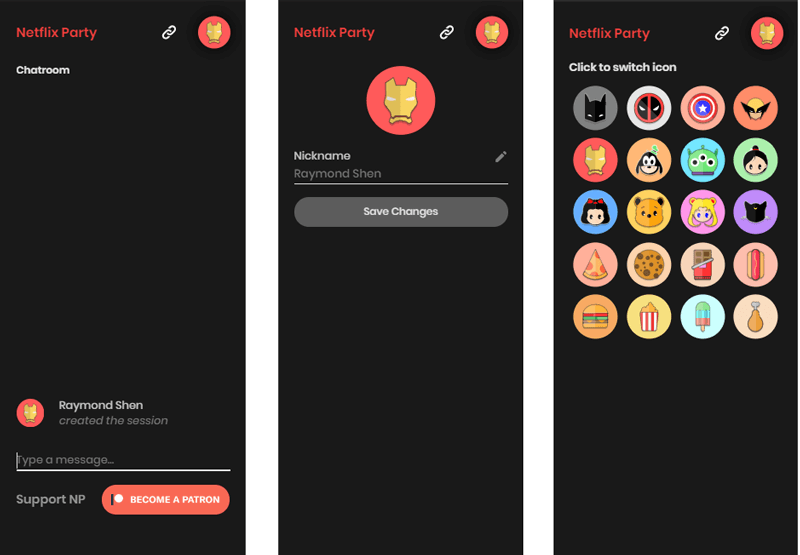 Netflix Party
Chatroom
Raymond Shen
created the session
Type a message...
Support NP
BECOME A PATRON
Netflix Party
Nickname
Raymond Shen
Save Changes
Netflix Party
Click to switch icon